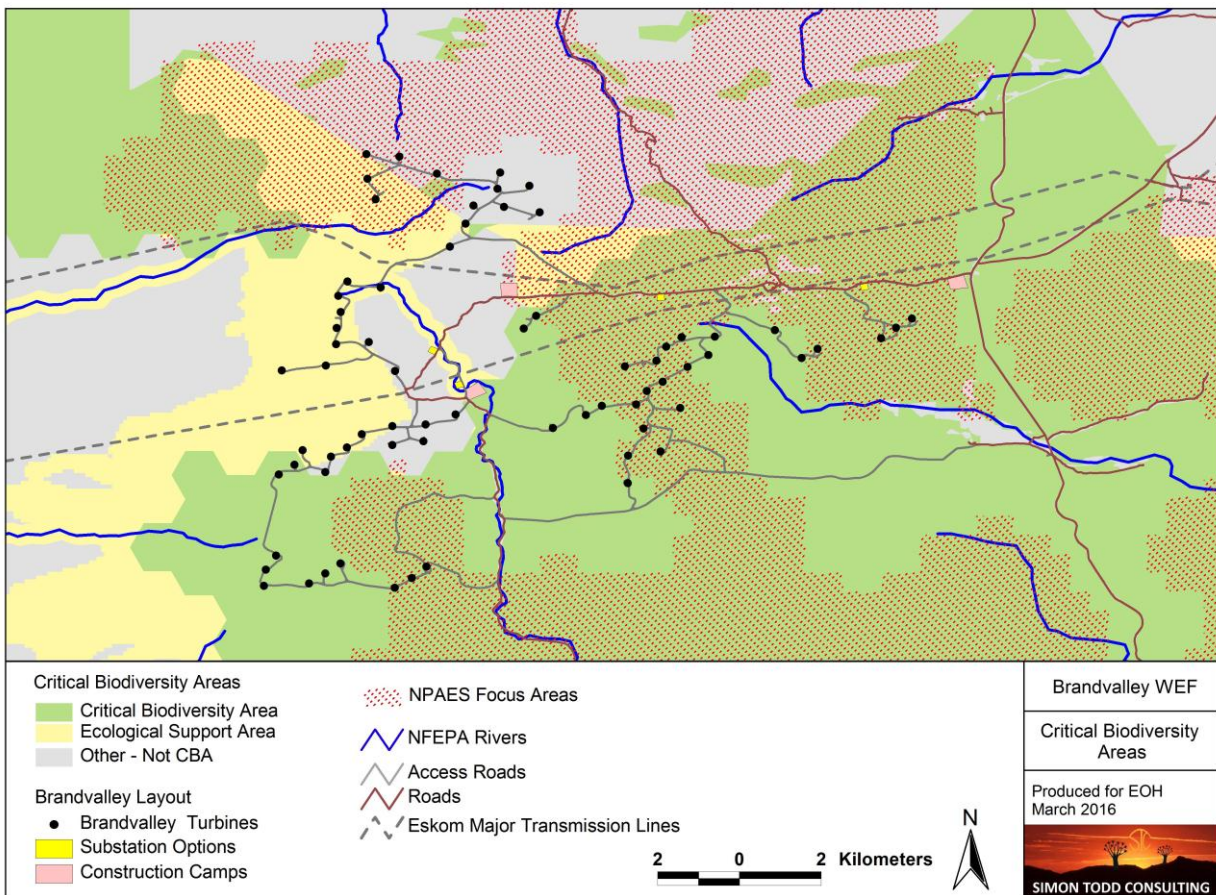 Critical Biodiversity Areas
Critical Biodiversity Area
Ecological Support Area
Other - Not CBA
Brandvalley Layout
Brandvalley Turbines
Substation Options
Construction Camps
NPAES Focus Areas
NFEPA Rivers
Access Roads
Roads
Eskom Major Transmission Lines
2 0 2 Kilometers
N
Brandvalley WEF
Critical Biodiversity
Areas
Produced for EOH
March 2016
SIMON TODD CONSULTING